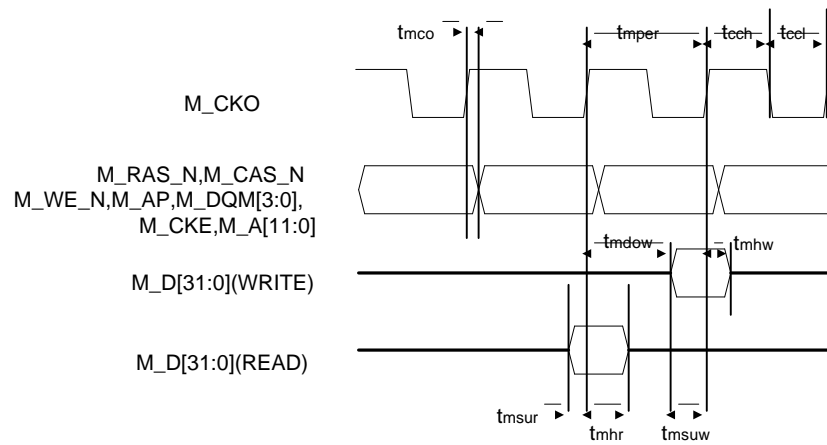 tmco
tmper
tcch
tccl
M_CKO
M_RAS_N,M_CAS_N
M_WE_N,M_AP,M_DQM[3:0],
M_CKE,M_A[11:0]
tmdow
tmhw
M_D[31:0](WRITE)
M_D[31:0](READ)
tmsur
tmhr
tmsuw